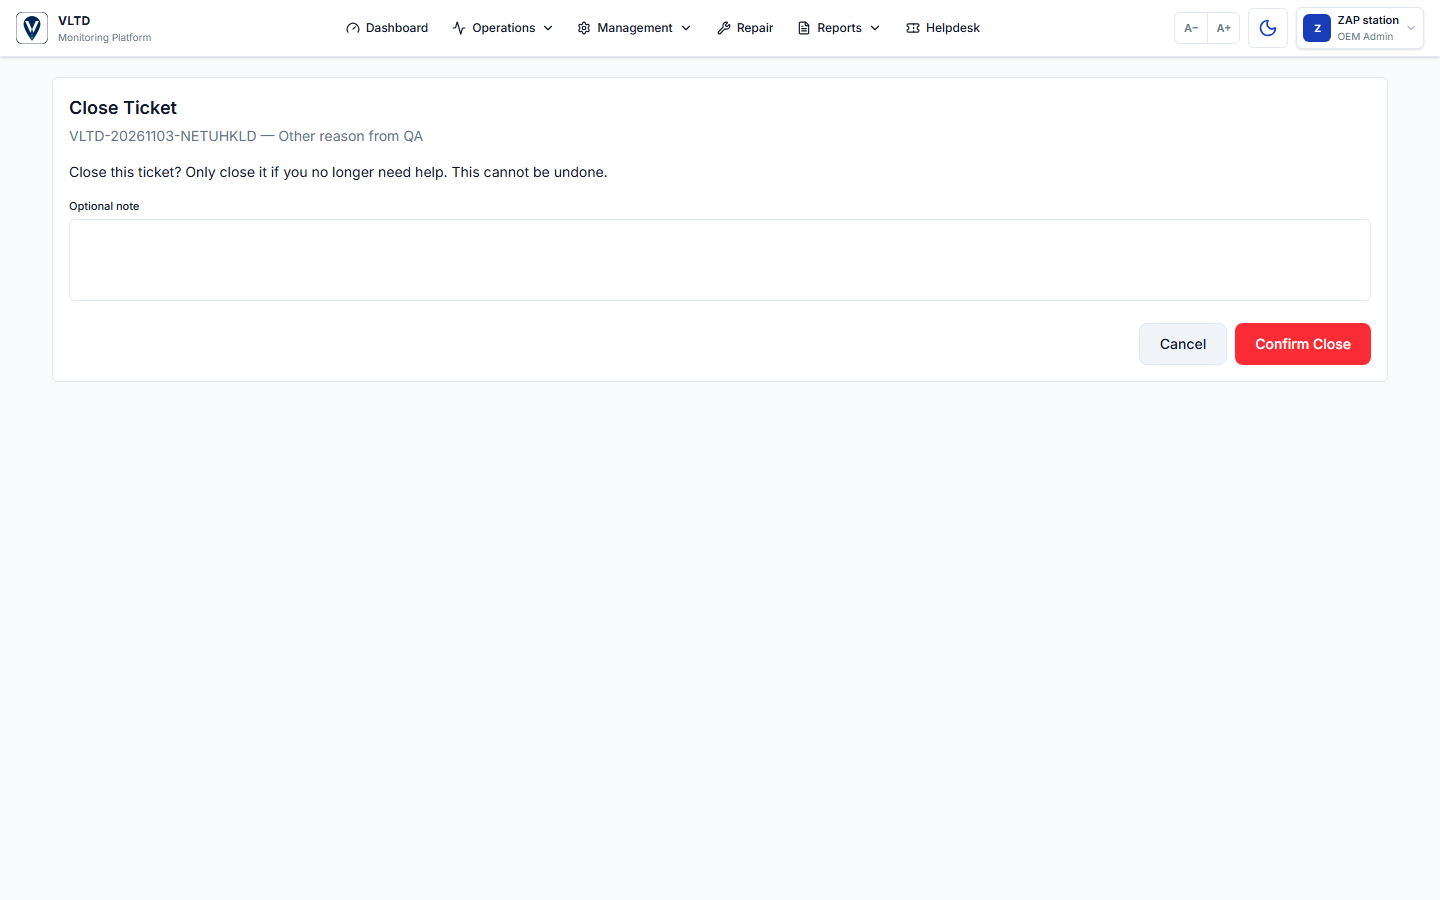 VLTD
Monitoring Platform
Dashboard
Operations
Management
Repair
Reports
Helpdesk
A−
A+
Z
ZAP station
OEM Admin
Close Ticket
VLTD-20261103-NETUHKLD — Other reason from QA
Close this ticket? Only close it if you no longer need help. This cannot be undone.
Optional note
Cancel
Confirm Close